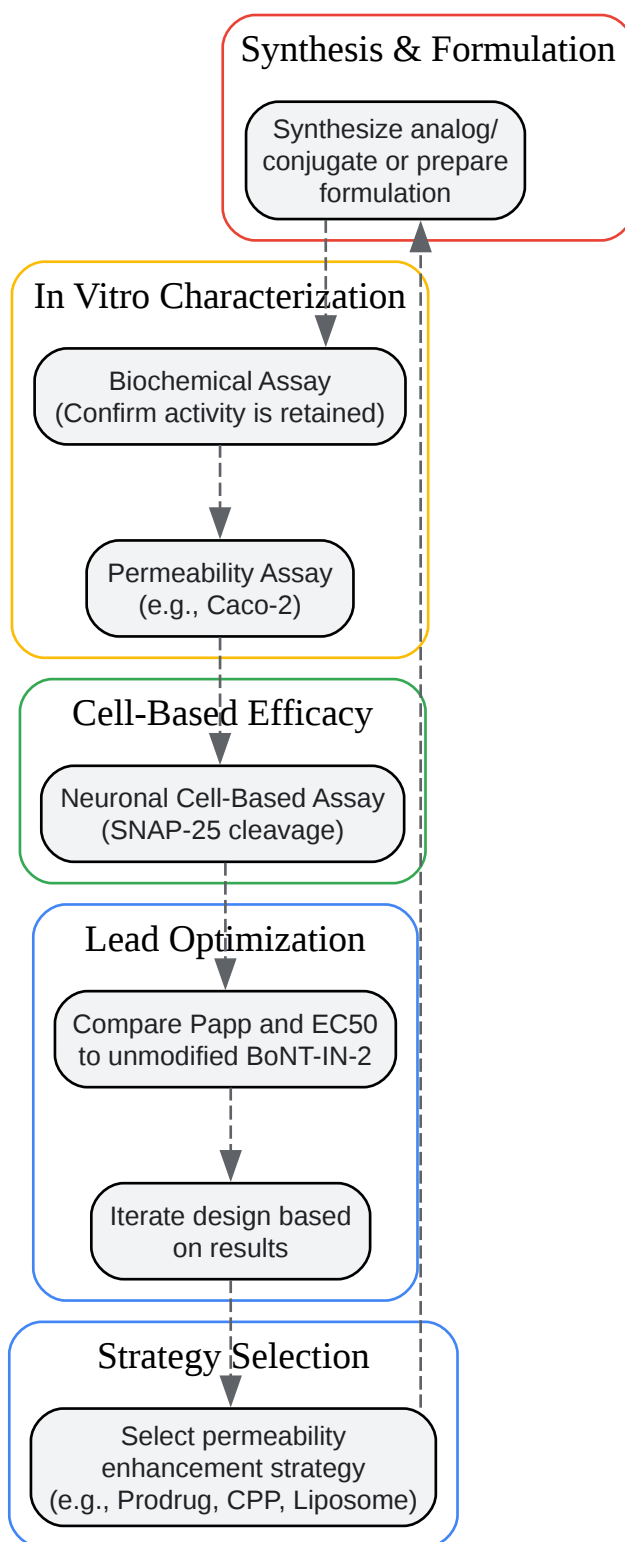 Synthesis & Formulation
Synthesize analog/
conjugate or prepare
formulation
In Vitro Characterization
Biochemical Assay
(Confirm activity is retained)
Permeability Assay
(e.g., Caco-2)
Cell-Based Efficacy
Neuronal Cell-Based Assay
(SNAP-25 cleavage)
Lead Optimization
Compare Papp and EC50
to unmodified BoNT-IN-2
Iterate design based
on results
Strategy Selection
Select permeability
enhancement strategy
(e.g., Prodrug, CPP, Liposome)